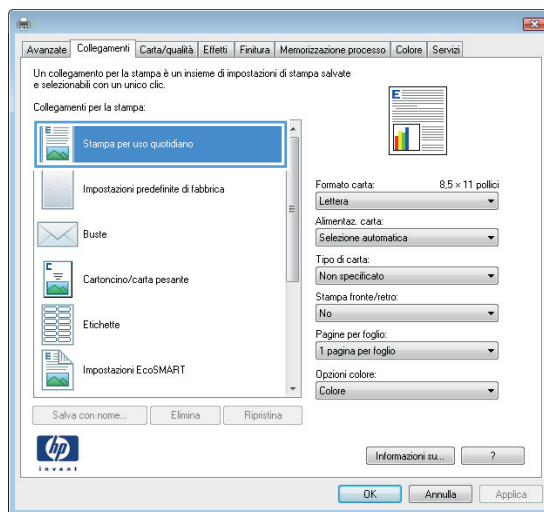 Avanzate Collegamenti Carta/qualità Effetti Finitura Memorizzazione processo Colore Servizi
Un collegamento per la stampa è un insieme di impostazioni di stampa salvate
e selezionabili con un unico clic.
Collegamenti per la stampa:
Stampa per uso quotidiano
Impostazioni predefinite di fabbrica
Buste
Cartoncino/carta pesante
Etichette
Impostazioni EcoSMART
Salva con nome... Elimina Ripristina
E
Formato carta: 8,5 × 11 pollici
Lettera
Alimentaz. carta:
Selezione automatica
Tipo di carta:
Non specificato
Stampa fronte/retro:
No
Pagine per foglio:
1 pagina per foglio
Opzioni colore:
Colore
hp
invent
Informazioni su... ?
OK Annulla Applica